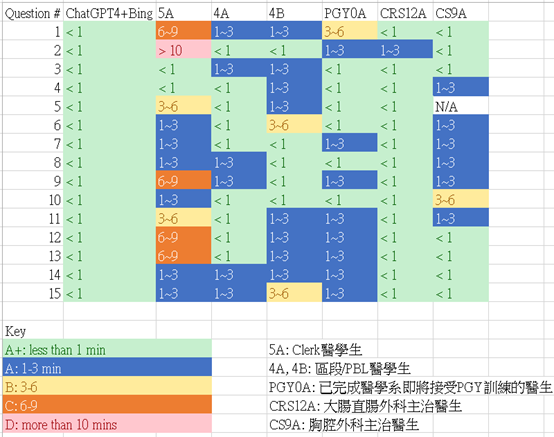 Question # ChatGPT4+Bing 5A 4A 4B PGY0A CRS12A CS9A
1 < 1 6~9 1~3 1~3 3~6 < 1 < 1
2 < 1 > 10 < 1 < 1 1~3 1~3 < 1
3 < 1 < 1 1~3 1~3 < 1 < 1 < 1
4 < 1 < 1 < 1 1~3 < 1 < 1 1~3
5 < 1 3~6 < 1 1~3 < 1 < 1 N/A
6 < 1 1~3 < 1 3~6 < 1 < 1 1~3
7 < 1 1~3 < 1 < 1 1~3 < 1 1~3
8 < 1 1~3 1~3 < 1 < 1 < 1 1~3
9 < 1 6~9 1~3 < 1 1~3 < 1 1~3
10 < 1 1~3 < 1 < 1 < 1 < 1 3~6
11 < 1 3~6 < 1 1~3 1~3 < 1 1~3
12 < 1 6~9 < 1 1~3 1~3 < 1 < 1
13 < 1 6~9 < 1 1~3 1~3 < 1 < 1
14 < 1 1~3 1~3 1~3 1~3 < 1 < 1
15 < 1 1~3 1~3 3~6 1~3 < 1 < 1
Key
A+: less than 1 min 5A: Clerk醫學生
A: 1-3 min 4A, 4B: 區段/PBL醫學生
B: 3-6 PGY0A: 已完成醫學系即將接受PGY訓練的醫生
C: 6-9 CRS12A: 大腸直腸外科主治醫生
D: more than 10 mins CS9A: 胸腔外科主治醫生